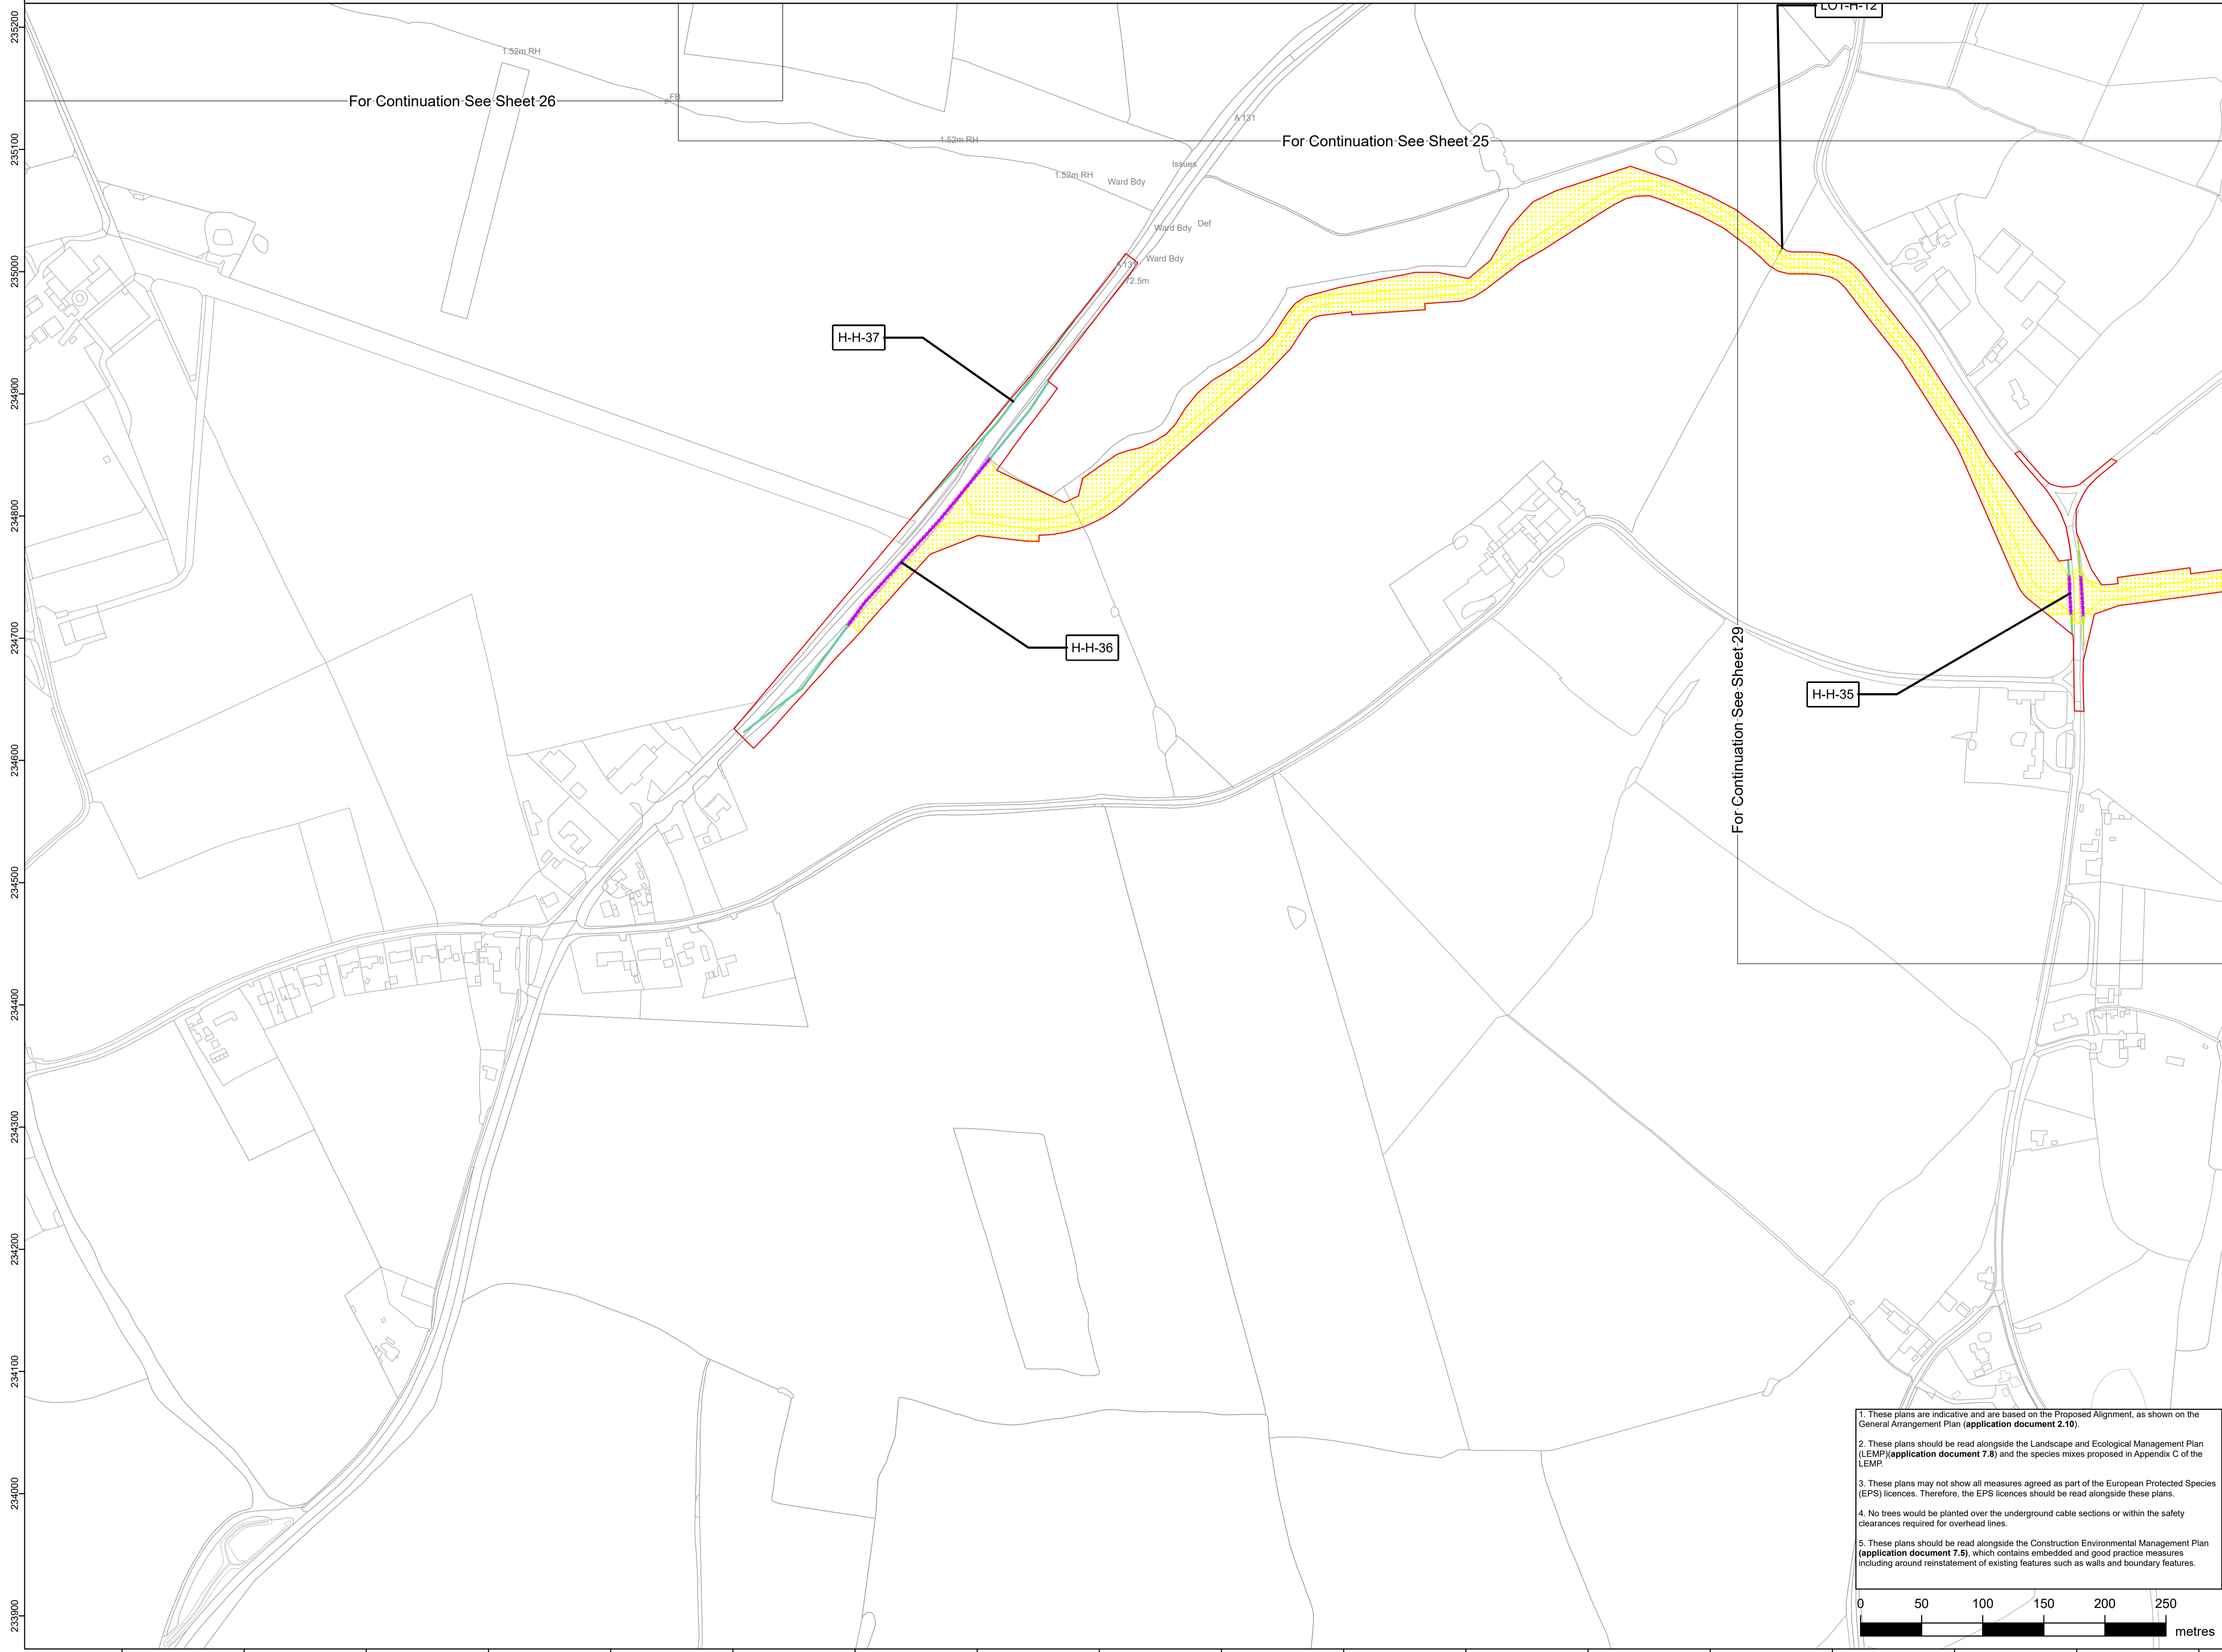 LOT-H-12
235200
1.52m RH
For Continuation See Sheet 26
FB
A 131
235100
1.52m RH
For Continuation See Sheet 25
Issues
1.52m RH
Ward Bdy
Ward Bdy
Def
Ward Bdy
235000
72.5m
H-H-37
234900
234800
H-H-36
234700
For Continuation See Sheet 29
H-H-35
234600
234500
234400
234300
234200
234100
234000
233900
1. These plans are indicative and are based on the Proposed Alignment, as shown on the
General Arrangement Plan (application document 2.10).
2. These plans should be read alongside the Landscape and Ecological Management Plan
(LEMP)(application document 7.8) and the species mixes proposed in Appendix C of the
LEMP.
3. These plans may not show all measures agreed as part of the European Protected Species
(EPS) licences. Therefore, the EPS licences should be read alongside these plans.
4. No trees would be planted over the underground cable sections or within the safety
clearances required for overhead lines.
5. These plans should be read alongside the Construction Environmental Management Plan
(application document 7.5), which contains embedded and good practice measures
including around reinstatement of existing features such as walls and boundary features.
0 50 100 150 200 250
metres